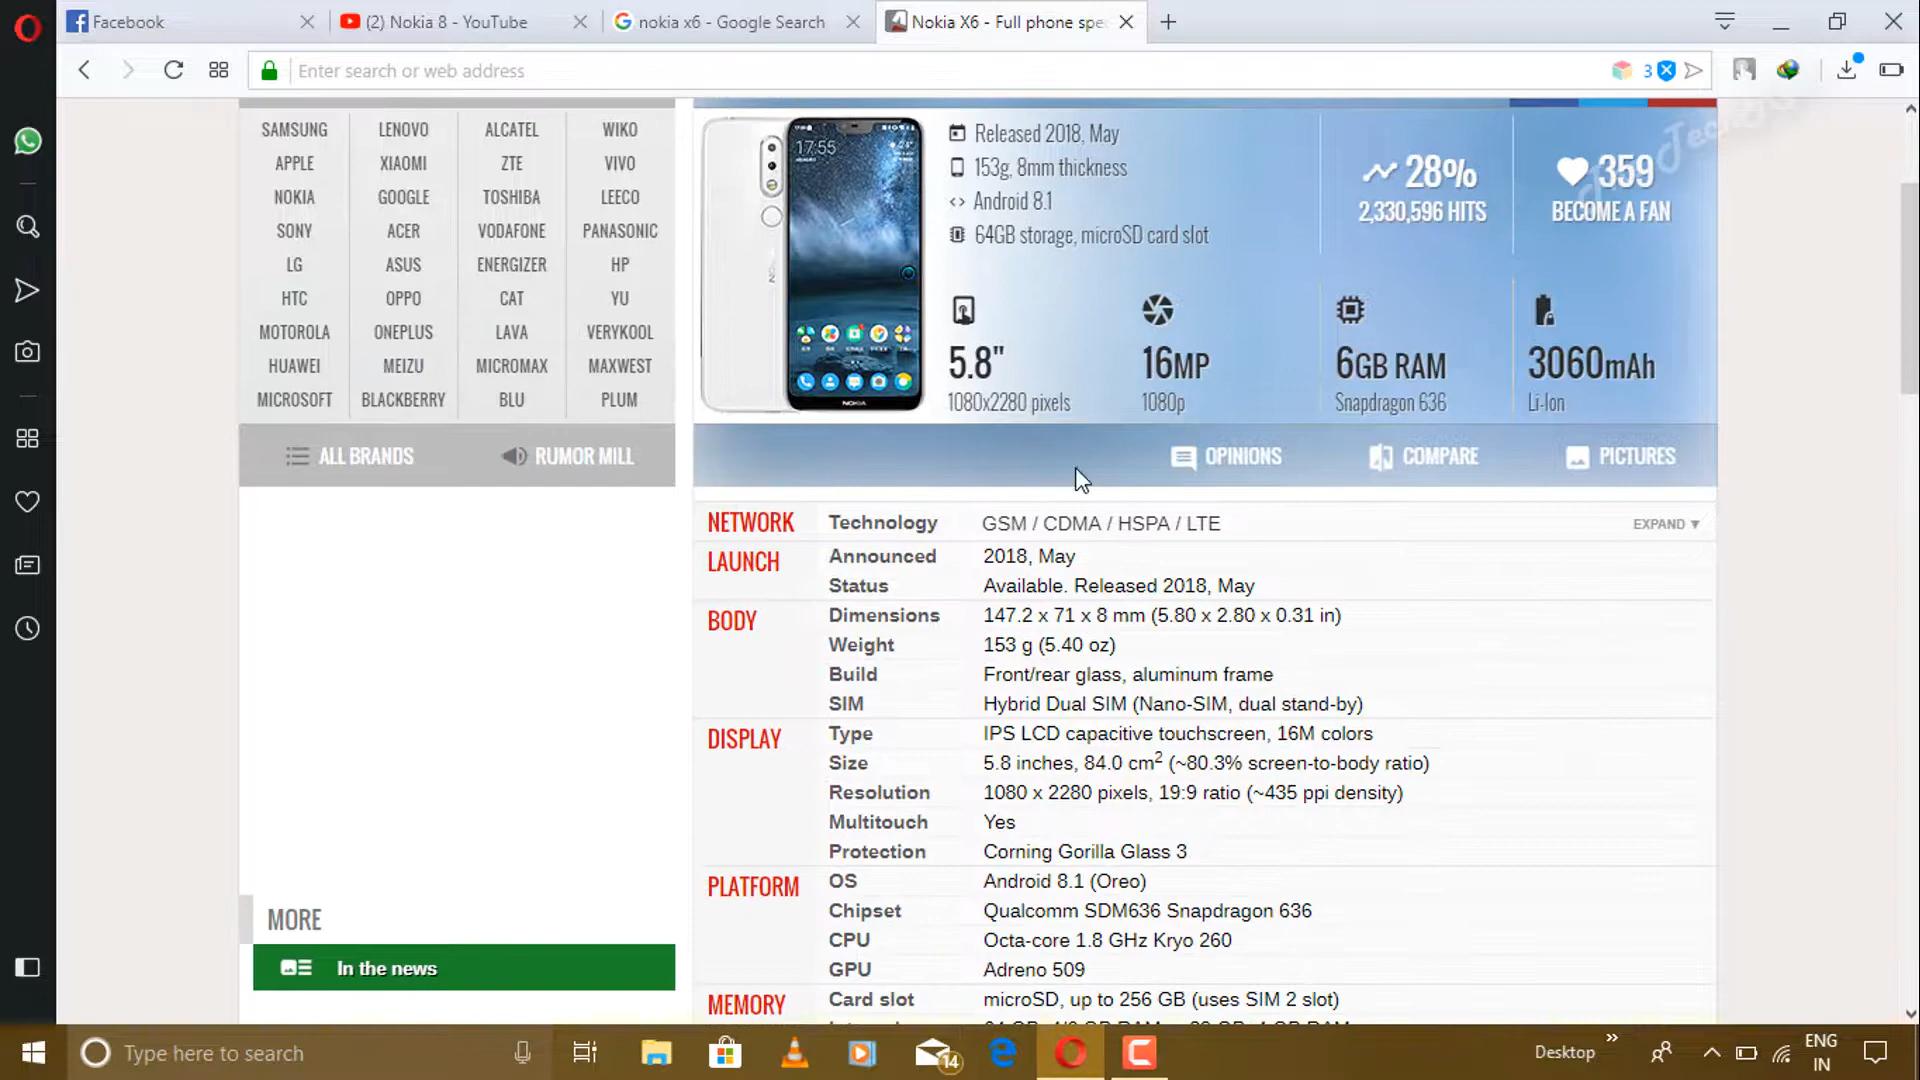 Facebook
(2) Nokia 8 - YouTube
nokia x6 - Google Search
Nokia X6 - Full phone spe
Enter search or web address
3
SAMSUNG LENOVO ALCATEL WIKO
APPLE XIAOMI ZTE VIVO
NOKIA GOOGLE TOSHIBA LEECO
SONY ACER VODAFONE PANASONIC
LG ASUS ENERGIZER HP
HTC OPPO CAT YU
MOTOROLA ONEPLUS LAVA VERYKOOL
HUAWEI MEIZU MICROMAX MAXWEST
MICROSOFT BLACKBERRY BLU PLUM
ALL BRANDS RUMOR MILL
17:55
NOKIA
Released 2018, May
153g, 8mm thickness
Android 8.1
64GB storage, microSD card slot
28%
2,330,596 HITS
359
BECOME A FAN
5.8"
1080x2280 pixels
16MP
1080p
6GB RAM
Snapdragon 636
3060mAh
Li-Ion
OPINIONS COMPARE PICTURES
NETWORK Technology GSM / CDMA / HSPA / LTE EXPAND ▼
LAUNCH Announced 2018, May
Status Available. Released 2018, May
BODY Dimensions 147.2 x 71 x 8 mm (5.80 x 2.80 x 0.31 in)
Weight 153 g (5.40 oz)
Build Front/rear glass, aluminum frame
SIM Hybrid Dual SIM (Nano-SIM, dual stand-by)
DISPLAY Type IPS LCD capacitive touchscreen, 16M colors
Size 5.8 inches, 84.0 cm2 (~80.3% screen-to-body ratio)
Resolution 1080 x 2280 pixels, 19:9 ratio (~435 ppi density)
Multitouch Yes
Protection Corning Gorilla Glass 3
PLATFORM OS Android 8.1 (Oreo)
Chipset Qualcomm SDM636 Snapdragon 636
CPU Octa-core 1.8 GHz Kryo 260
GPU Adreno 509
MEMORY Card slot microSD, up to 256 GB (uses SIM 2 slot)
MORE
In the news
Type here to search
14
Desktop
ENG
IN